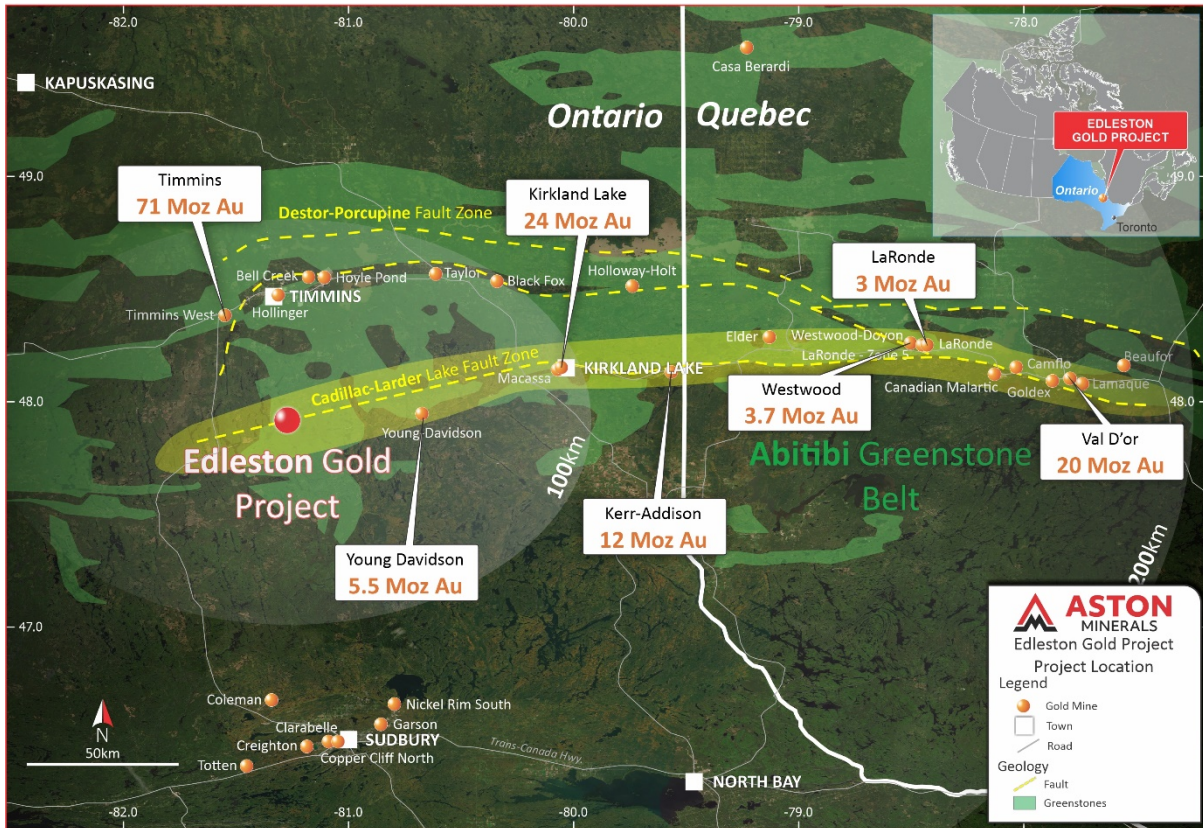 -82.0
-81.0
-80.0
-79.0
-78.0
KAPUSKASING
Casa Berardi
Ontario
Quebec
EDLESTON
GOLD PROJECT
Ontario
Toronto
49.0
49.0
Timmins
71 Moz Au
Destor-Porcupine Fault Zone
Kirkland Lake
24 Moz Au
LaRonde
3 Moz Au
Bell Creek
Hoyle Pond
Taylor
Black Fox
Holloway-Holt
TIMMINS
Hollinger
Timmins West
Elder
Westwood-Doyon
LaRonde
LaRonde - Zone 5
Cadillac-Larder Lake Fault Zone
Macassa
KIRKLAND LAKE
Westwood
3.7 Moz Au
Canadian Malartic
Camflo
Goldex
Beaufor
Lamaque
48.0
48.0
Young Davidson
Edleston Gold
Project
100km
Abitibi Greenstone
Belt
Val D'or
20 Moz Au
Kerr-Addison
12 Moz Au
Young Davidson
5.5 Moz Au
200km
47.0
47.0
Coleman
Nickel Rim South
Clarabelle
Garson
Creighton
SUDBURY
Copper Cliff North
Totten
Trans-Canada Hwy.
NORTH BAY
N
50km
ASTON
MINERALS
Edleston Gold Project
Project Location
Legend
Gold Mine
Town
Road
Geology
Fault
Greenstones
-82.0
-81.0
-80.0
-79.0